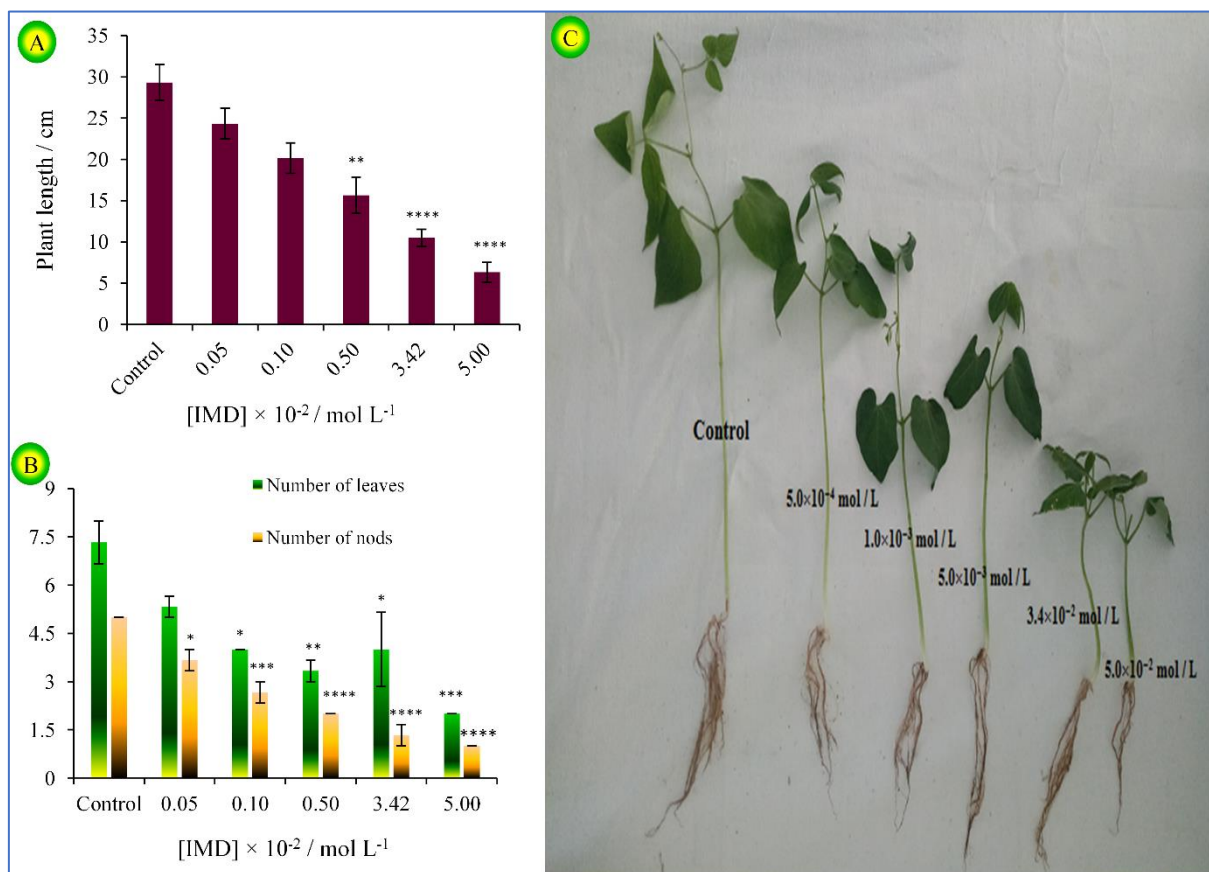 A
35
30
25
20
15
10
5
0
Plant length / cm
**
****
****
Control
0.05
0.10
0.50
3.42
5.00
[IMD] × 10⁻² / mol L⁻¹
B
Number of leaves
Number of nods
9
7.5
6
4.5
3
1.5
0
*
*
***
**
****
*
****
***
****
Control 0.05 0.10 0.50 3.42 5.00
[IMD] × 10⁻² / mol L⁻¹
C
Control
5.0×10⁻⁴ mol / L
1.0×10⁻³ mol / L
5.0×10⁻³ mol / L
3.4×10⁻² mol / L
5.0×10⁻² mol / L